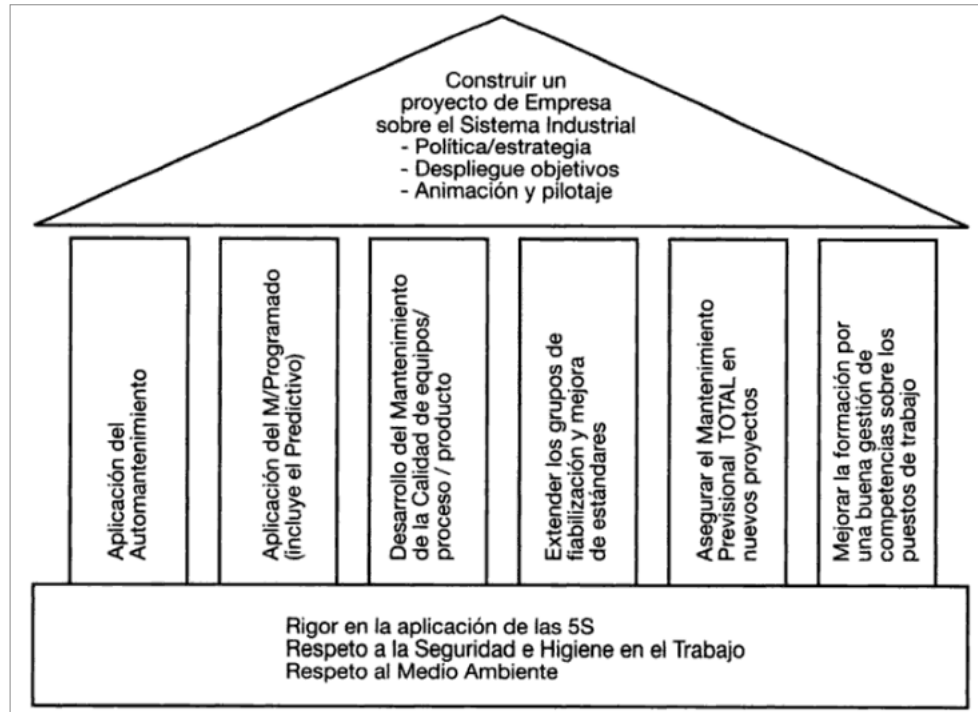 Construir un
proyecto de Empresa
sobre el Sistema Industrial
- Política/estrategia
- Despliegue objetivos
- Animación y pilotaje
Aplicación del
Automantenimiento
Aplicación del M/Programado
(incluye el Predictivo)
Desarrollo del Mantenimiento
de la Calidad de equipos/
proceso / producto
Extender los grupos de
fiabilización y mejora
de estándares
Asegurar el Mantenimiento
Previsional TOTAL en
nuevos proyectos
Mejorar la formación por
una buena gestión de
competencias sobre los
puestos de trabajo
Rigor en la aplicación de las 5S
Respeto a la Seguridad e Higiene en el Trabajo
Respeto al Medio Ambiente